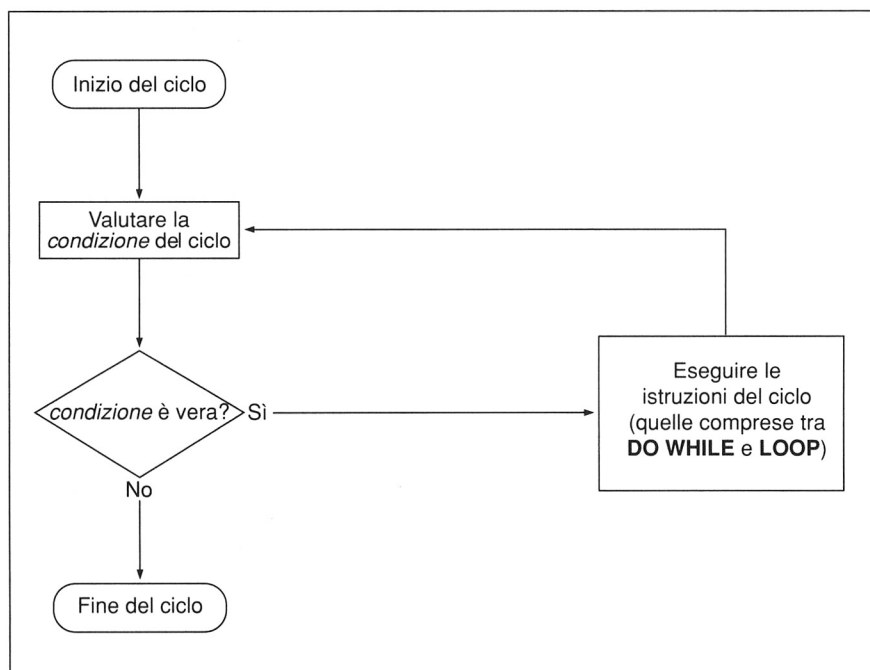 Inizio del ciclo
Valutare la
condizione del ciclo
condizione è vera?
Sì
Eseguire le
istruzioni del ciclo
(quelle comprese tra
DO WHILE e LOOP)
No
Fine del ciclo